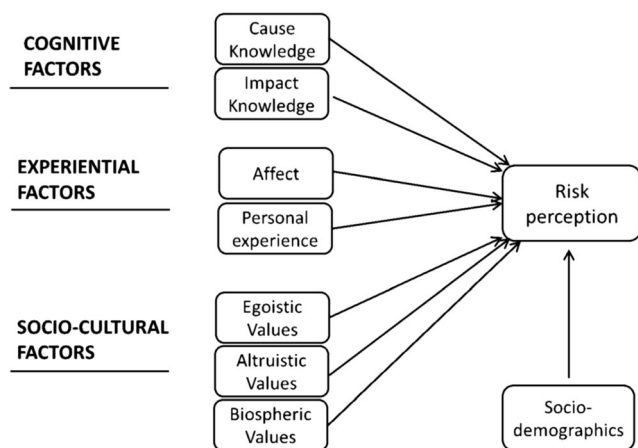 COGNITIVE
FACTORS
Cause
Knowledge
Impact
Knowledge
EXPERIENTIAL
FACTORS
Affect
Personal
experience
Risk
perception
SOCIO-CULTURAL
FACTORS
Egoistic
Values
Altruistic
Values
Biospheric
Values
Socio-
demographics